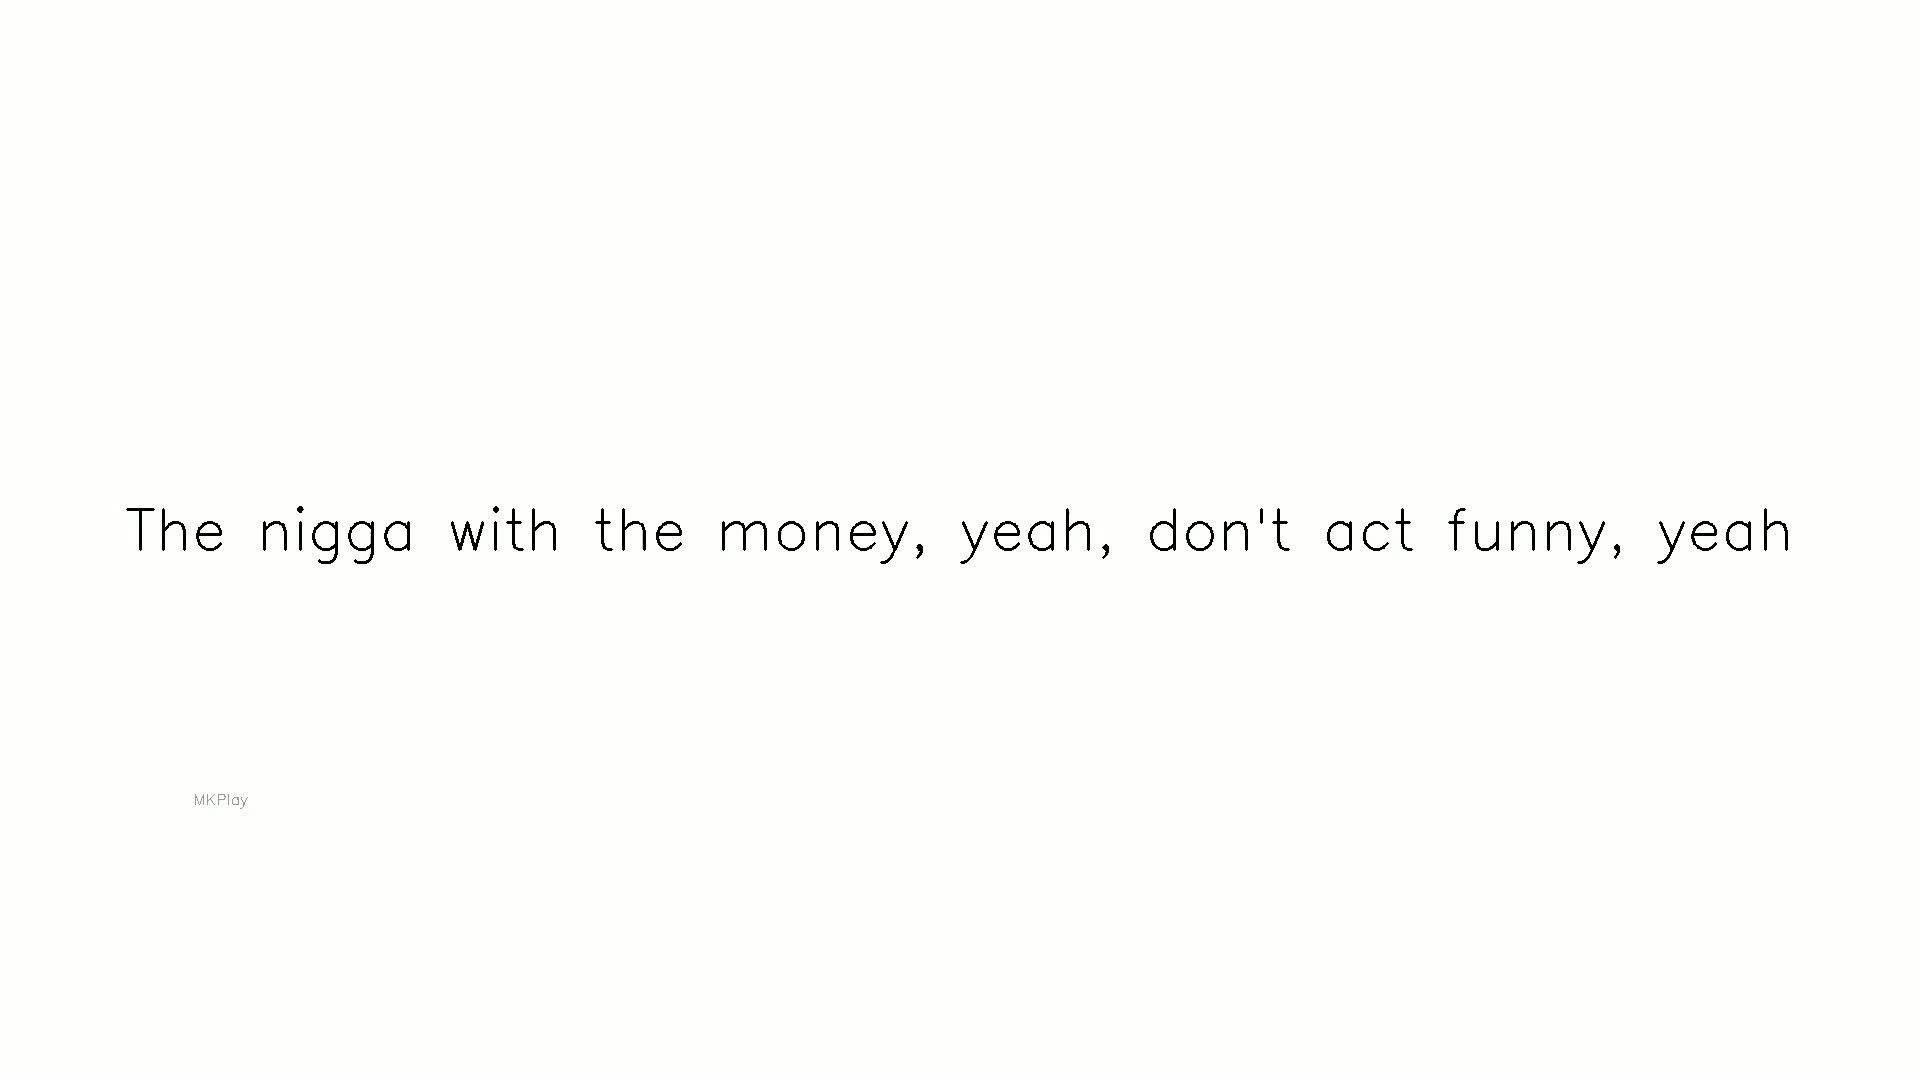 The nigga with the money, yeah, don't act funny, yeah
MKPlay